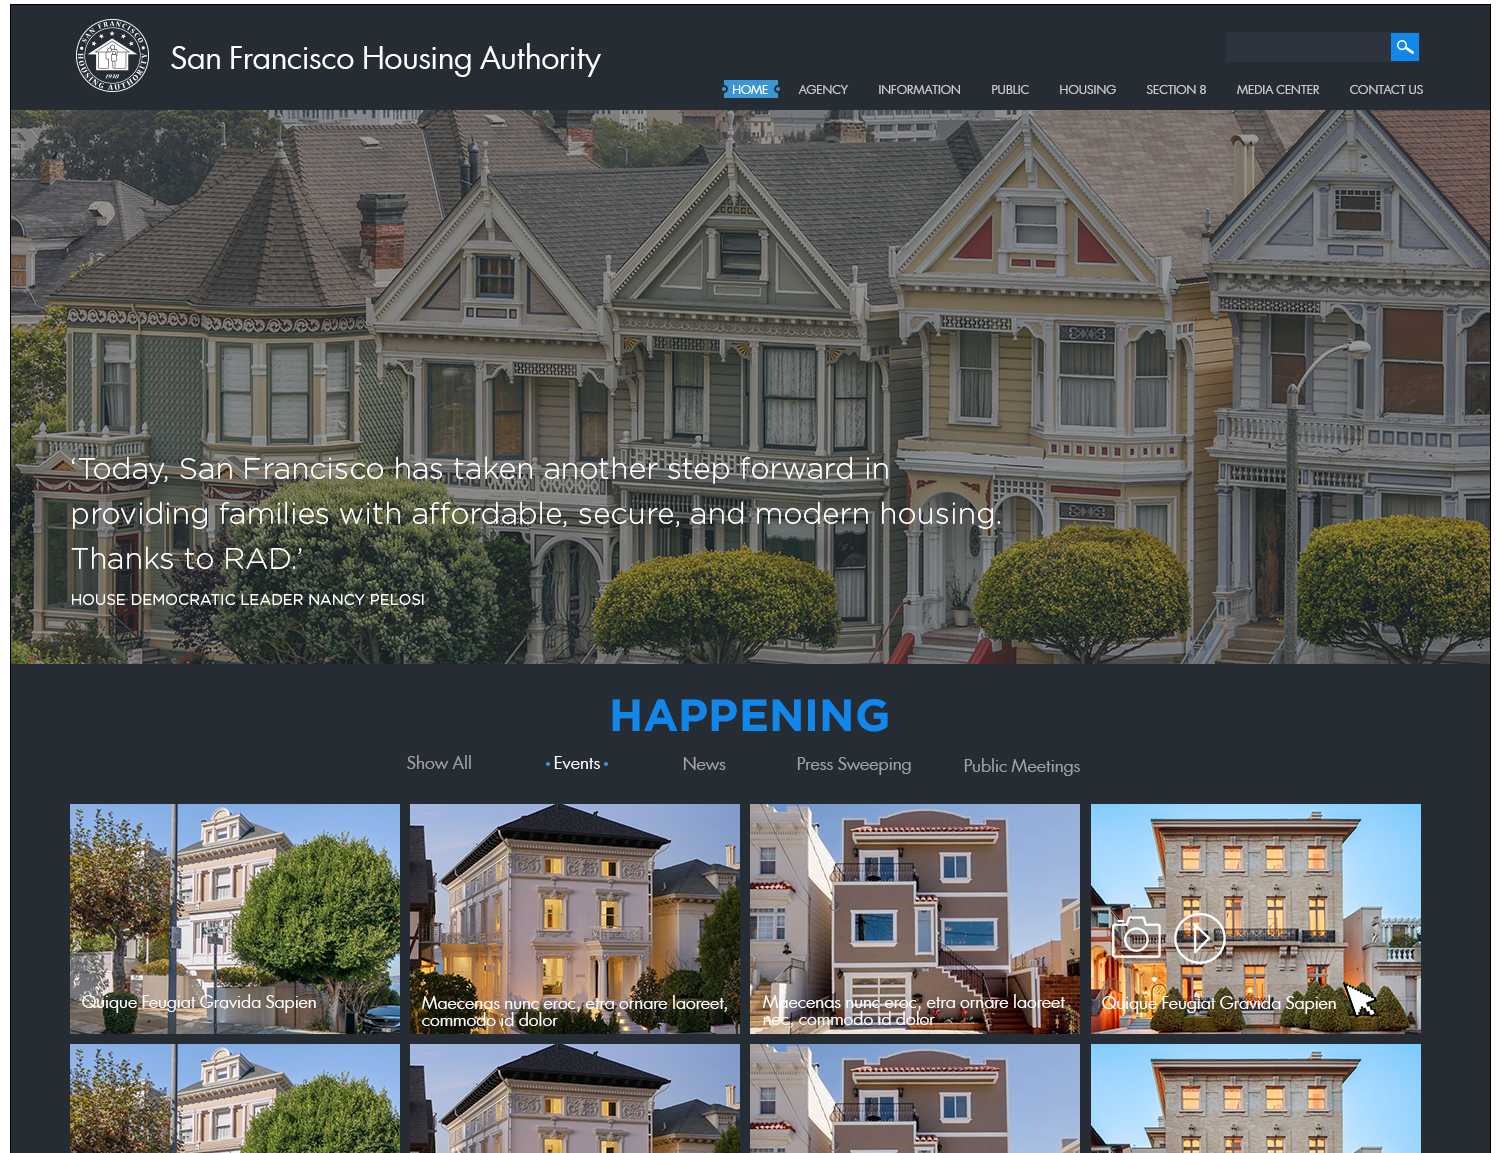 SAN FRANCISCO
HOUSING AUTHORITY
1938
San Francisco Housing Authority
HOME AGENCY INFORMATION PUBLIC HOUSING SECTION 8 MEDIA CENTER CONTACT US
‘Today, San Francisco has taken another step forward in
providing families with affordable, secure, and modern housing.
Thanks to RAD.’
HOUSE DEMOCRATIC LEADER NANCY PELOSI
HAPPENING
Show All • Events • News Press Sweeping Public Meetings
Quique Feugiat Gravida Sapien
Maecenas nunc eroc, etra ornare laoreet,
commodo id dolor
Maecenas nunc eroc, etra ornare laoreet
nec, commodo id dolor
Quique Feugiat Gravida Sapien